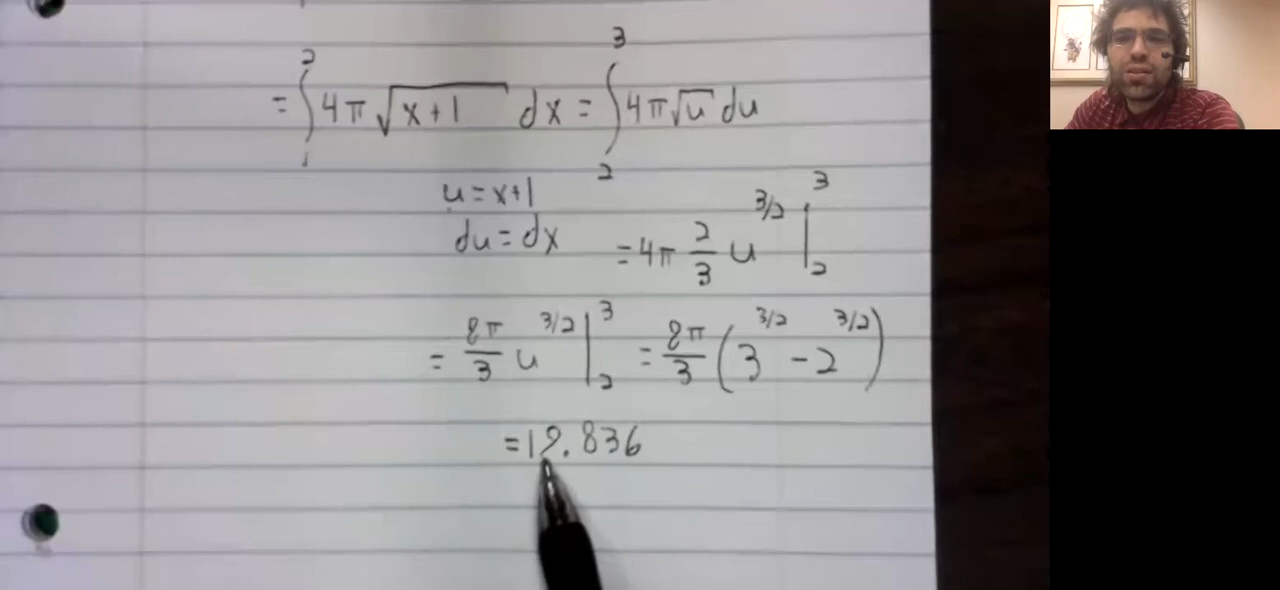 = ∫₁² 4π √(x+1) dx = ∫₂³ 4π√u du
u = x+1
du = dx = 4π 2/3 u^(3/2) |₂³
= 8π/3 u^(3/2) |₂³ = 8π/3 (3^(3/2) - 2^(3/2))
= 19.836